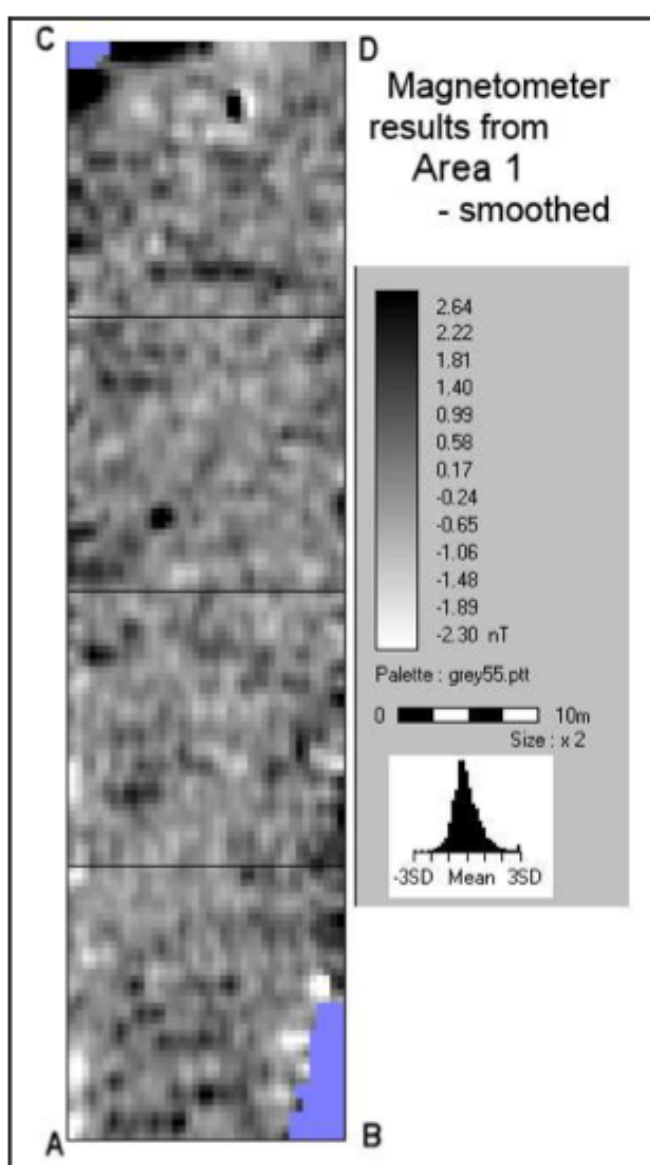 C
D
Magnetometer
results from
Area 1
- smoothed
2.64
2.22
1.81
1.40
0.99
0.58
0.17
-0.24
-0.65
-1.06
-1.48
-1.89
-2.30 nT
Palette : grey55.ptt
0 10m
Size : x 2
-3SD Mean 3SD
A
B